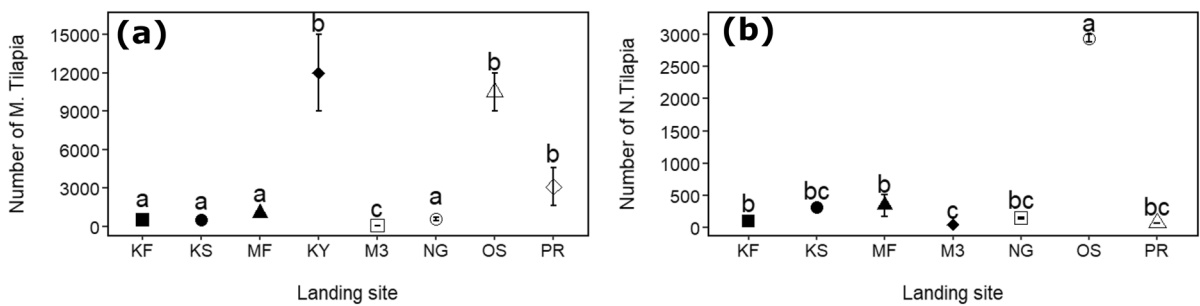 (a)
Number of M. Tilapia
15000
12000
9000
6000
3000
0
a a a b c a b b
KF KS MF KY M3 NG OS PR
Landing site
(b)
Number of N.Tilapia
3000
2500
2000
1500
1000
500
0
b bc b c bc a bc
KF KS MF M3 NG OS PR
Landing site